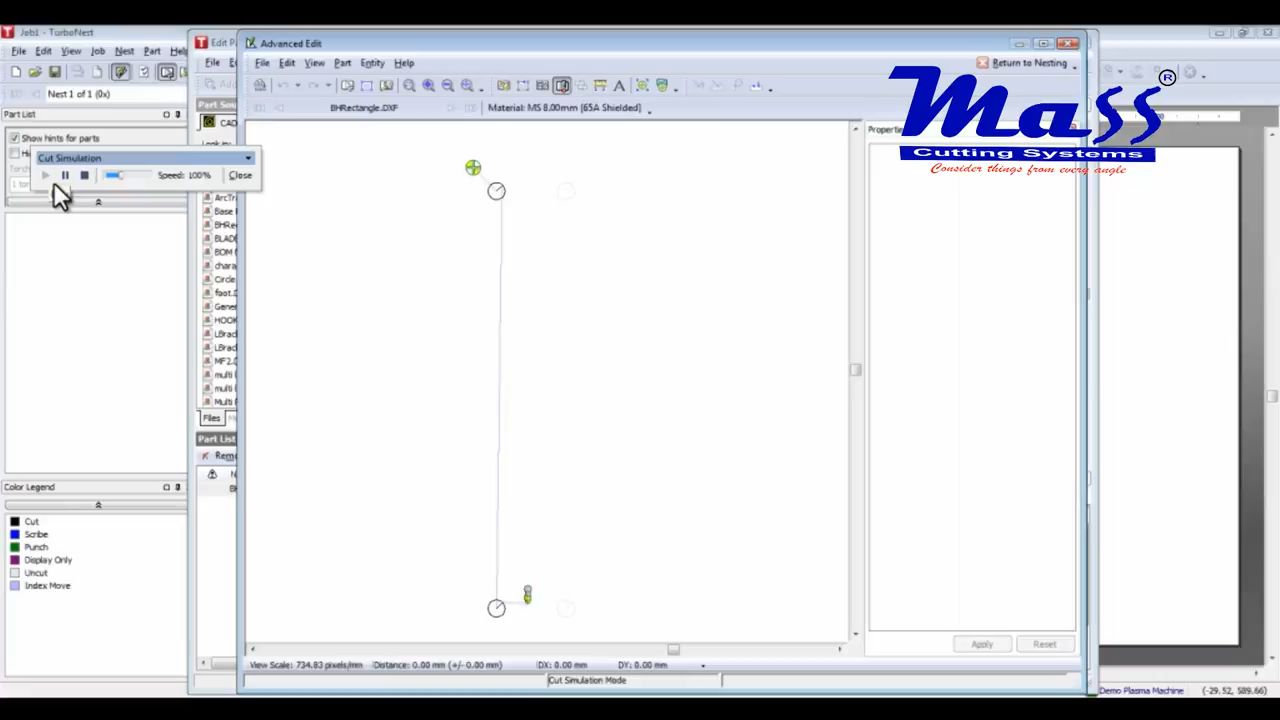 Job1 - TurboNest
File Edit View Job Nest Part
Nest 1 of 1 (0x)
Part List
Show hints for parts
Cut Simulation
Speed: 100%
Close
Color Legend
Cut
Scribe
Punch
Display Only
Uncut
Index Move
Files
Part List
Advanced Edit
File Edit View Part Entity Help
Return to Nesting
BHRectangle.DXF
Material: MS 8.00mm [65A Shielded]
Apply
Reset
View Scale: 734.83 pixels/mm
Distance: 0.00 mm (+/- 0.00 mm)
DX: 0.00 mm
DY: 0.00 mm
Cut Simulation Mode
Demo Plasma Machine
(-29.52, 589.66)
MaSS ®
Cutting Systems
Consider things from every angle